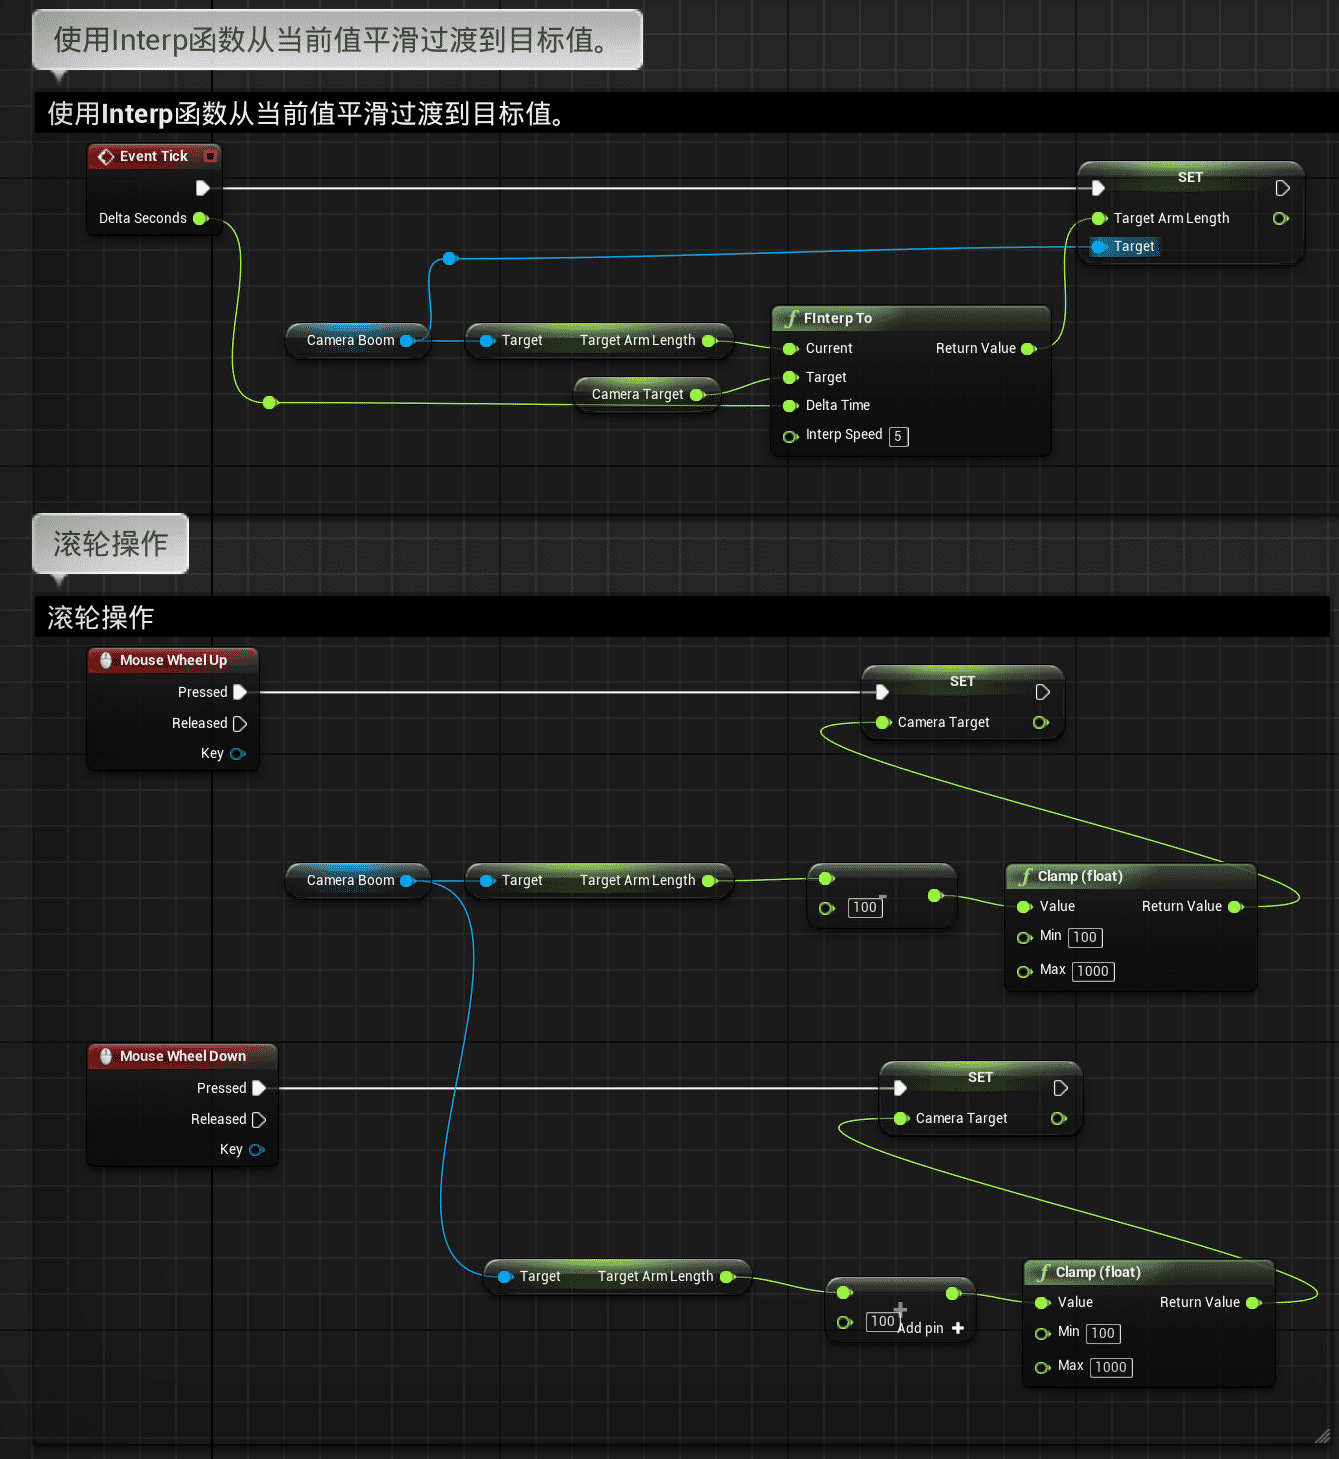 使用Interp函数从当前值平滑过渡到目标值。
使用Interp函数从当前值平滑过渡到目标值。
Event Tick
Delta Seconds
SET
Target Arm Length
Target
Camera Boom
Target Target Arm Length
Camera Target
FInterp To
Current Return Value
Target
Delta Time
Interp Speed 5
滚轮操作
滚轮操作
Mouse Wheel Up
Pressed
Released
Key
SET
Camera Target
Camera Boom
Target Target Arm Length
-
100
Clamp (float)
Value Return Value
Min 100
Max 1000
Mouse Wheel Down
Pressed
Released
Key
SET
Camera Target
Target Target Arm Length
+
100
Add pin +
Clamp (float)
Value Return Value
Min 100
Max 1000